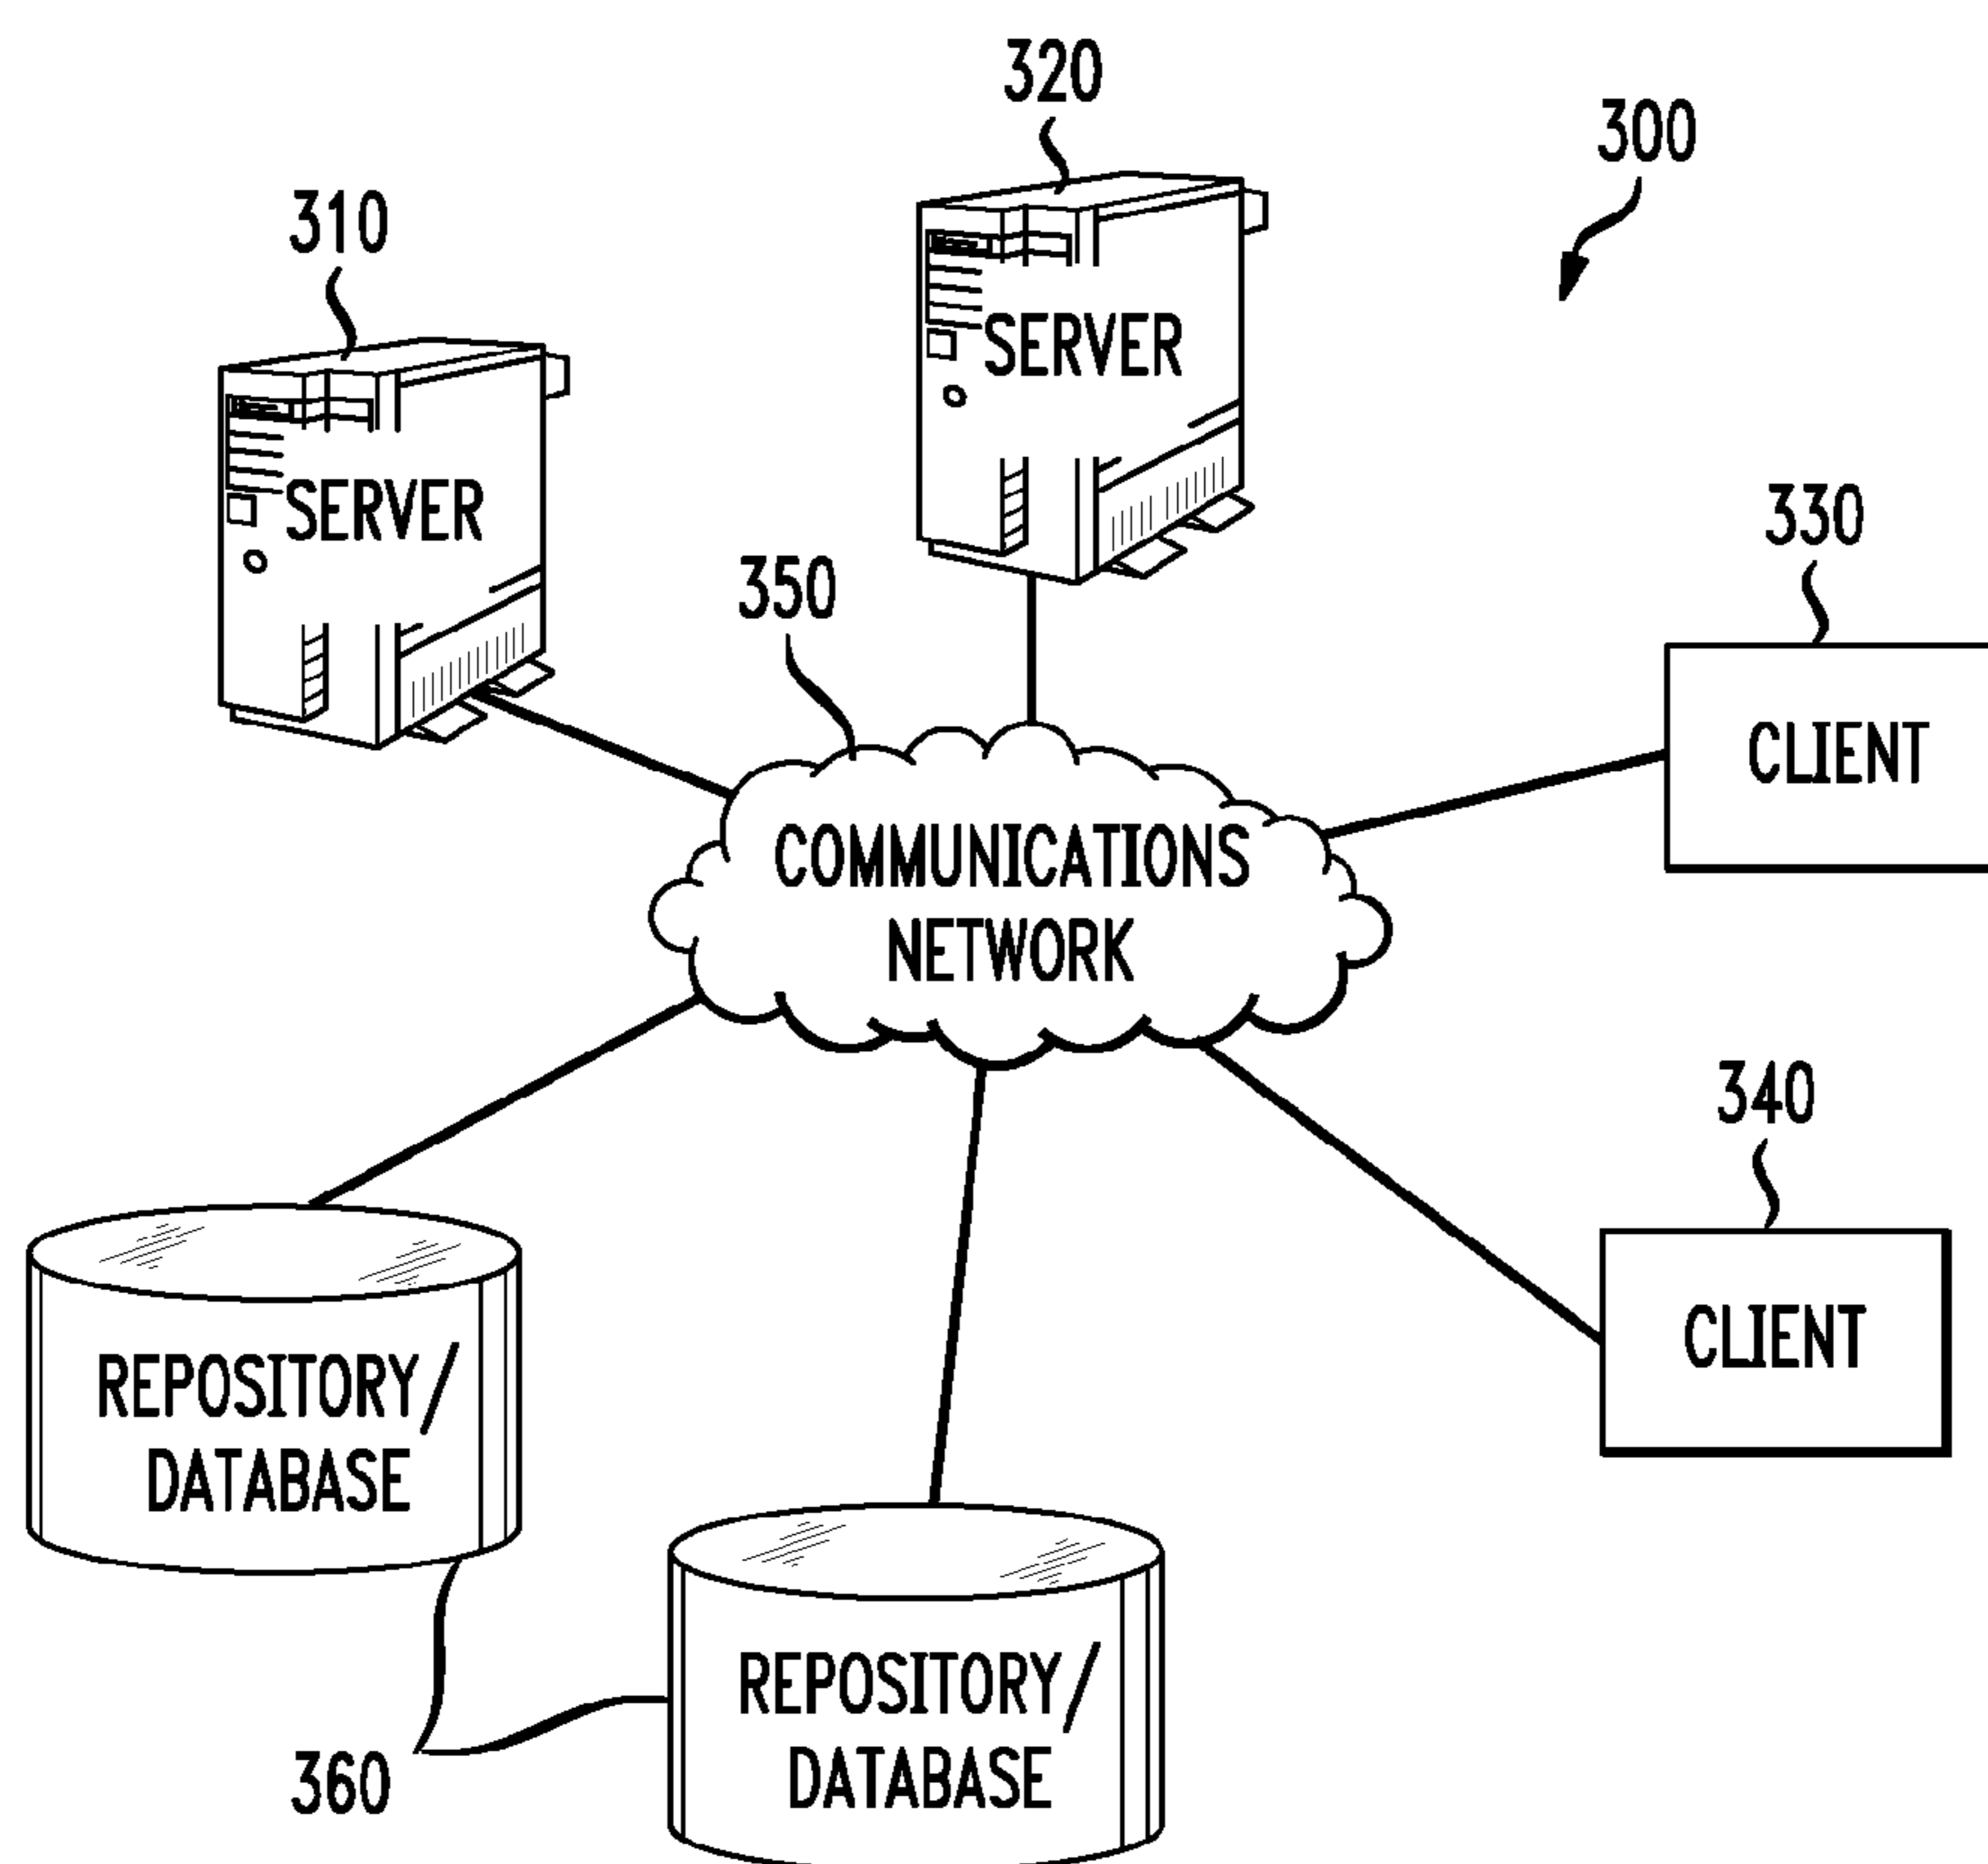 320
300
310
SERVER
330
SERVER
350
CLIENT
COMMUNICATIONS
NETWORK
340
CLIENT
REPOSITORY/
DATABASE
REPOSITORY/
DATABASE
360